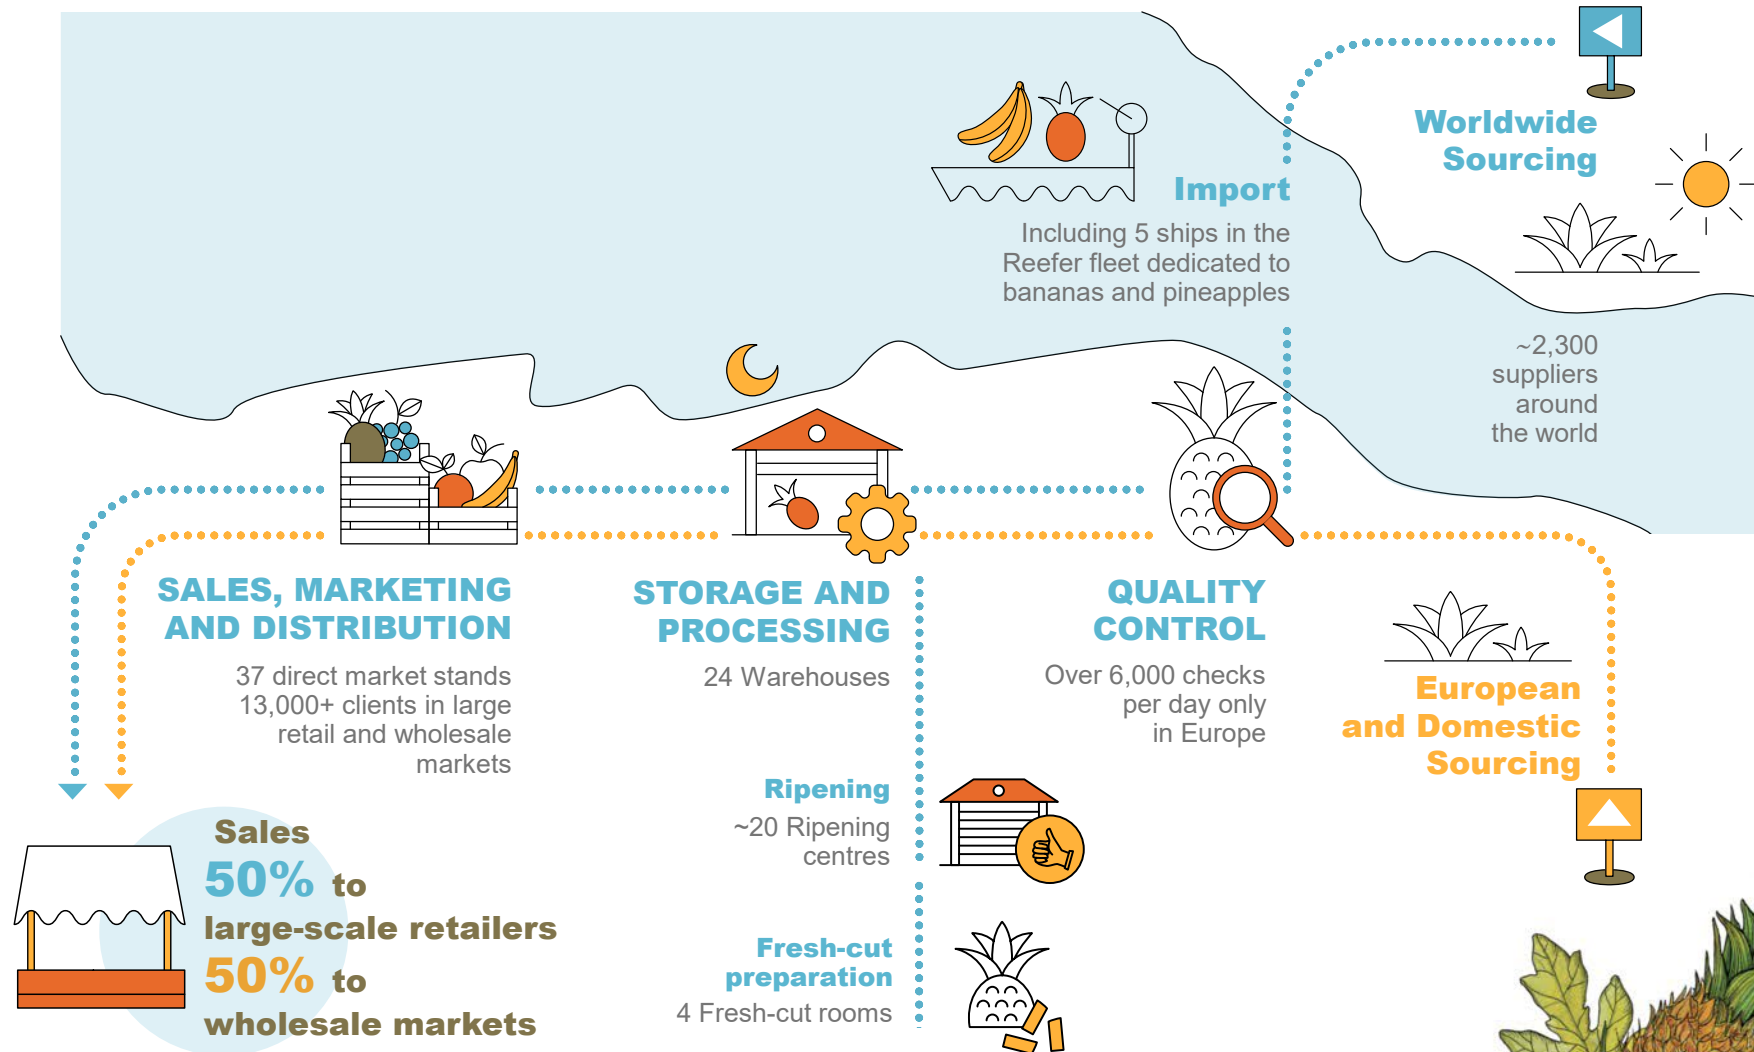 Worldwide
Sourcing
~2,300
suppliers
around
the world
Import
Including 5 ships in the
Reefer fleet dedicated to
bananas and pineapples
European
and Domestic
Sourcing
QUALITY
CONTROL
Over 6,000 checks
per day only
in Europe
STORAGE AND
PROCESSING
24 Warehouses
Ripening
~20 Ripening
centres
Fresh-cut
preparation
4 Fresh-cut rooms
SALES, MARKETING
AND DISTRIBUTION
37 direct market stands
13,000+ clients in large
retail and wholesale
markets
Sales
50% to
large-scale retailers
50% to
wholesale markets